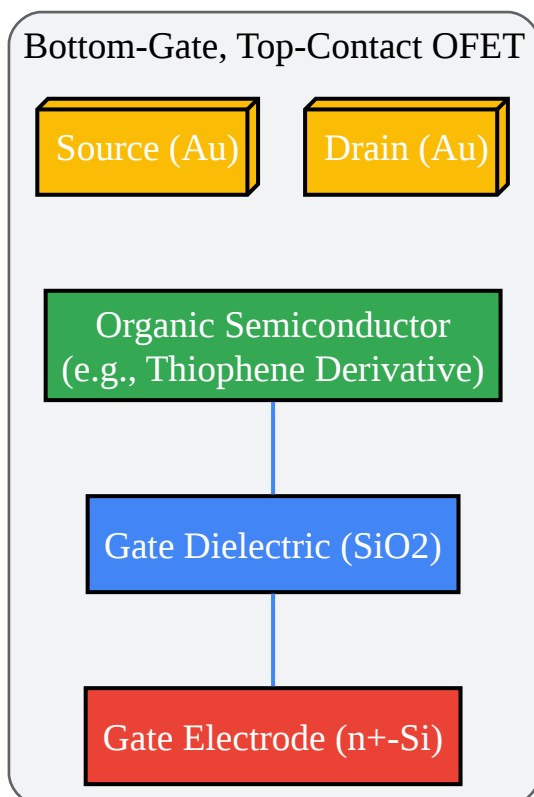 Bottom-Gate, Top-Contact OFET
Source (Au)
Drain (Au)
Organic Semiconductor
(e.g., Thiophene Derivative)
Gate Dielectric (SiO2)
Gate Electrode (n+-Si)